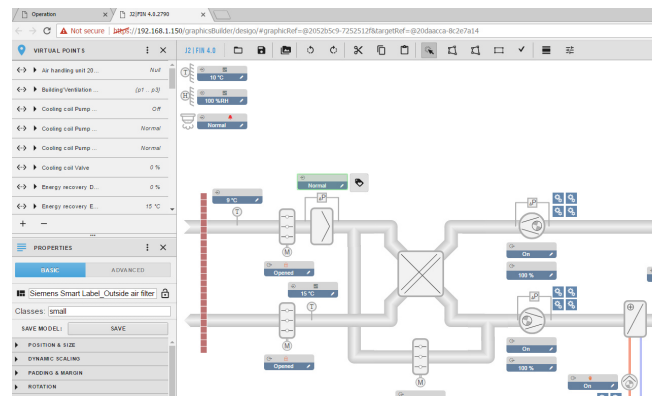 Operation
J2|FIN 4.0.2790
Not secure
https://192.168.1.150/graphicsBuilder/desigo/#graphicRef=@2052b5c9-7252512f&targetRef=@20daacca-8c2e7a14
VIRTUAL POINTS
J2|FIN 4.0
Air handling unit 20...
Null
Building'Ventilation ...
{p1 .. p3}
Cooling coil Pump ...
Off
Cooling coil Pump ...
Normal
Cooling coil Pump ...
Normal
Cooling coil Valve
0 %
Energy recovery D...
0 %
Energy recovery E...
15 °C
PROPERTIES
BASIC
ADVANCED
Siemens Smart Label_Outside air filter
Classes:
small
SAVE MODEL:
SAVE
POSITION & SIZE
DYNAMIC SCALING
PADDING & MARGIN
ROTATION
T
10 °C
H
100 %RH
Normal
Normal
9 °C
T
M
Opened
15 °C
T
M
Opened
M
On
100 %
On
100 %
On